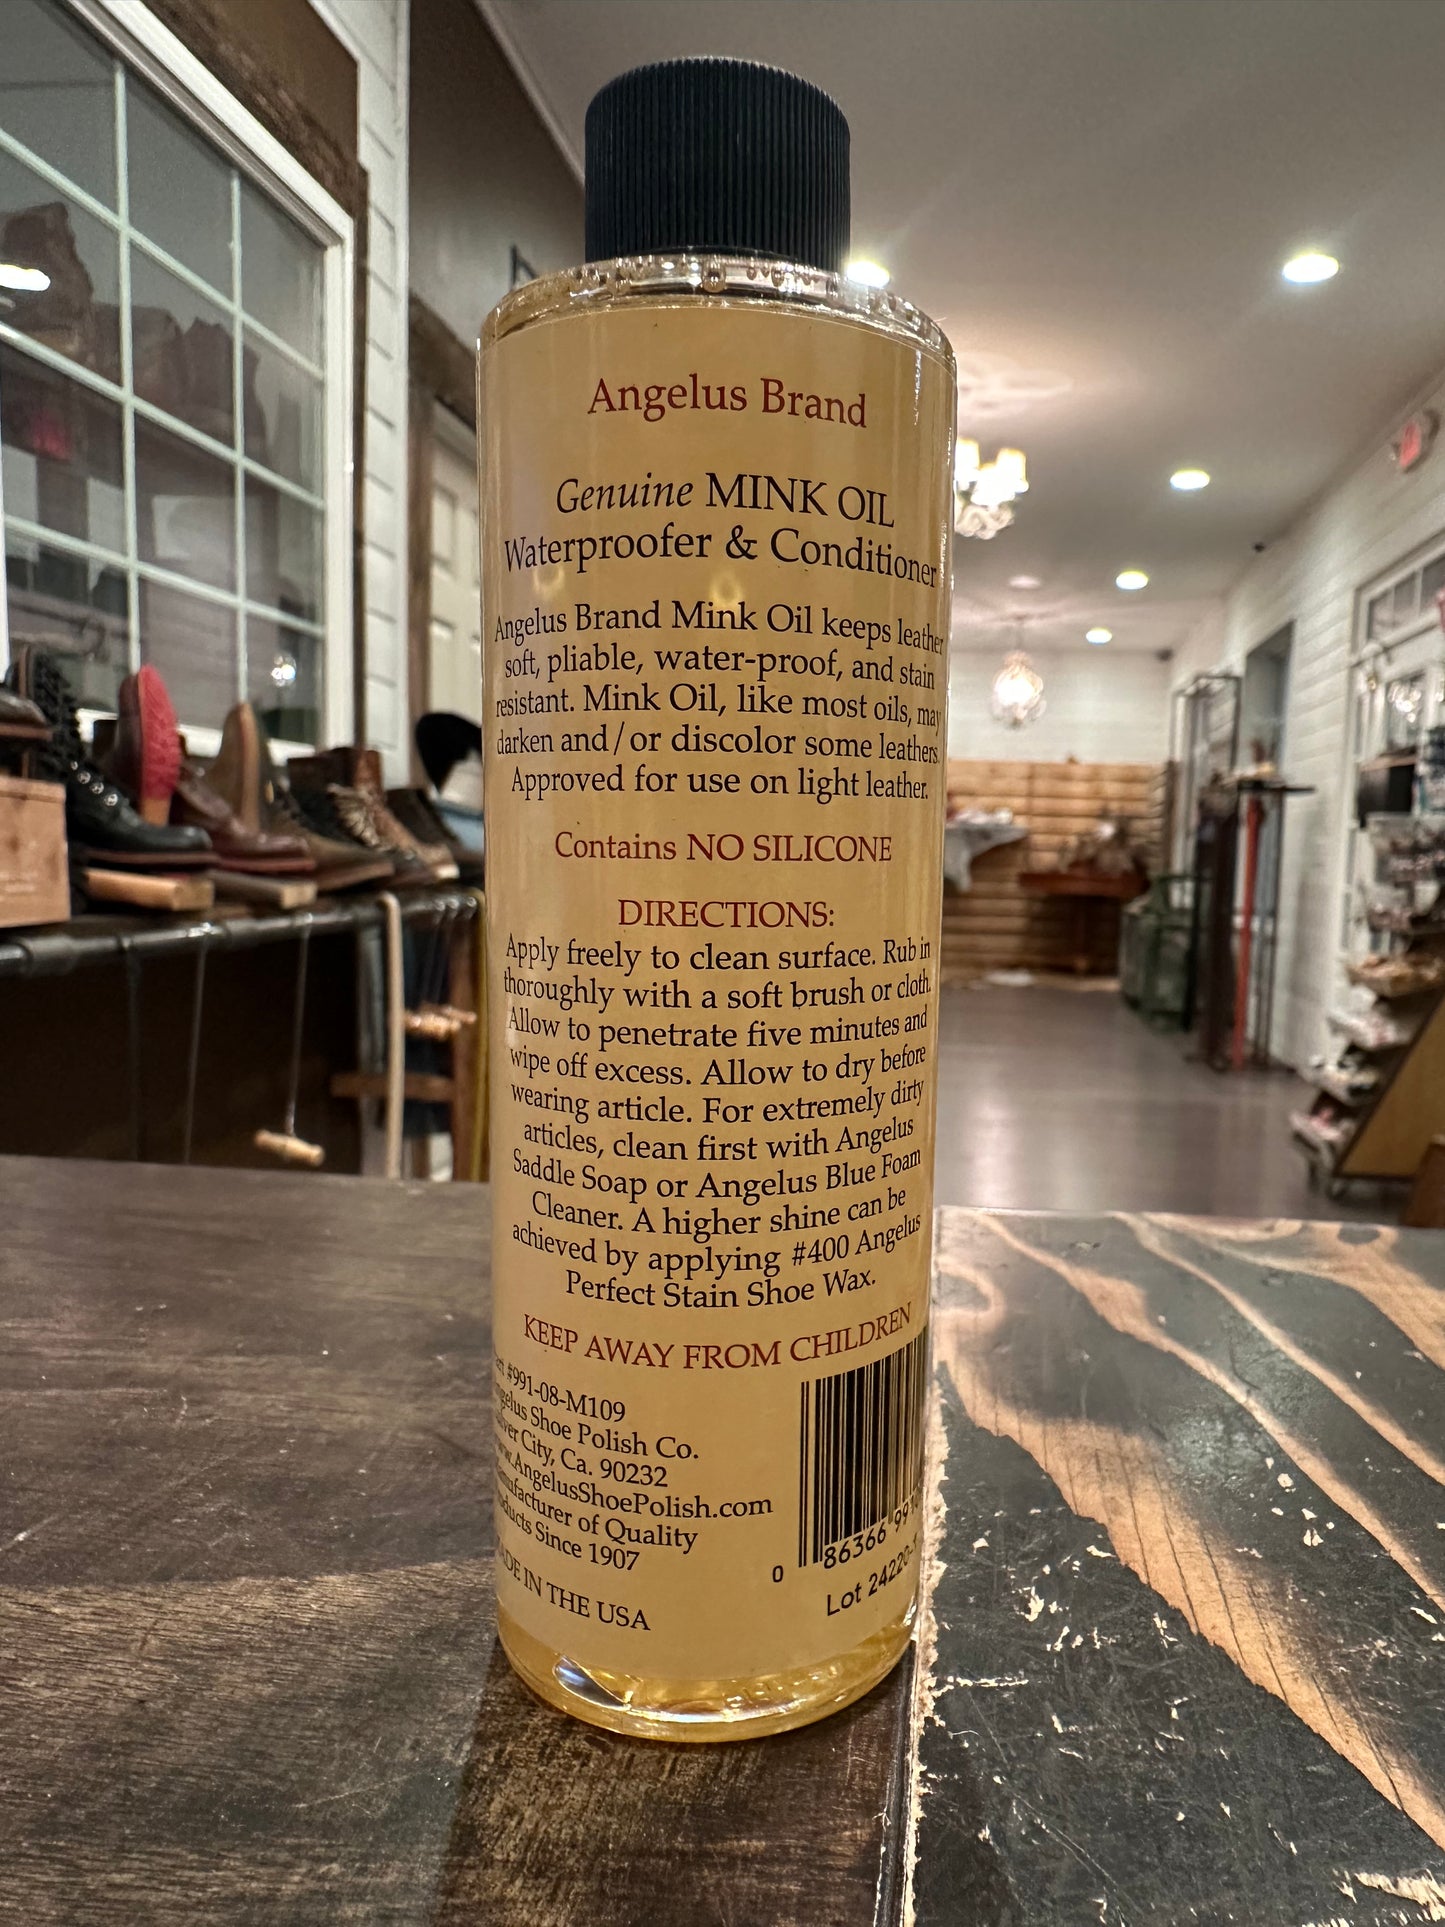 Angelus Brand
Genuine MINK OIL
Waterproofer & Conditioner
Angelus Brand Mink Oil keeps leather
soft, pliable, water-proof, and stain
resistant. Mink Oil, like most oils, may
darken and/or discolor some leathers.
Approved for use on light leather.
Contains NO SILICONE
DIRECTIONS:
Apply freely to clean surface. Rub in
thoroughly with a soft brush or cloth.
Allow to penetrate five minutes and
wipe off excess. Allow to dry before
wearing article. For extremely dirty
articles, clean first with Angelus
Saddle Soap or Angelus Blue Foam
Cleaner. A higher shine can be
achieved by applying #400 Angelus
Perfect Stain Shoe Wax.
KEEP AWAY FROM CHILDREN
#991-08-M109
Angelus Shoe Polish Co.
City, Ca. 90232
www.AngelusShoePolish.com
Manufacturer of Quality
Products Since 1907
MADE IN THE USA
0 86366
Lot